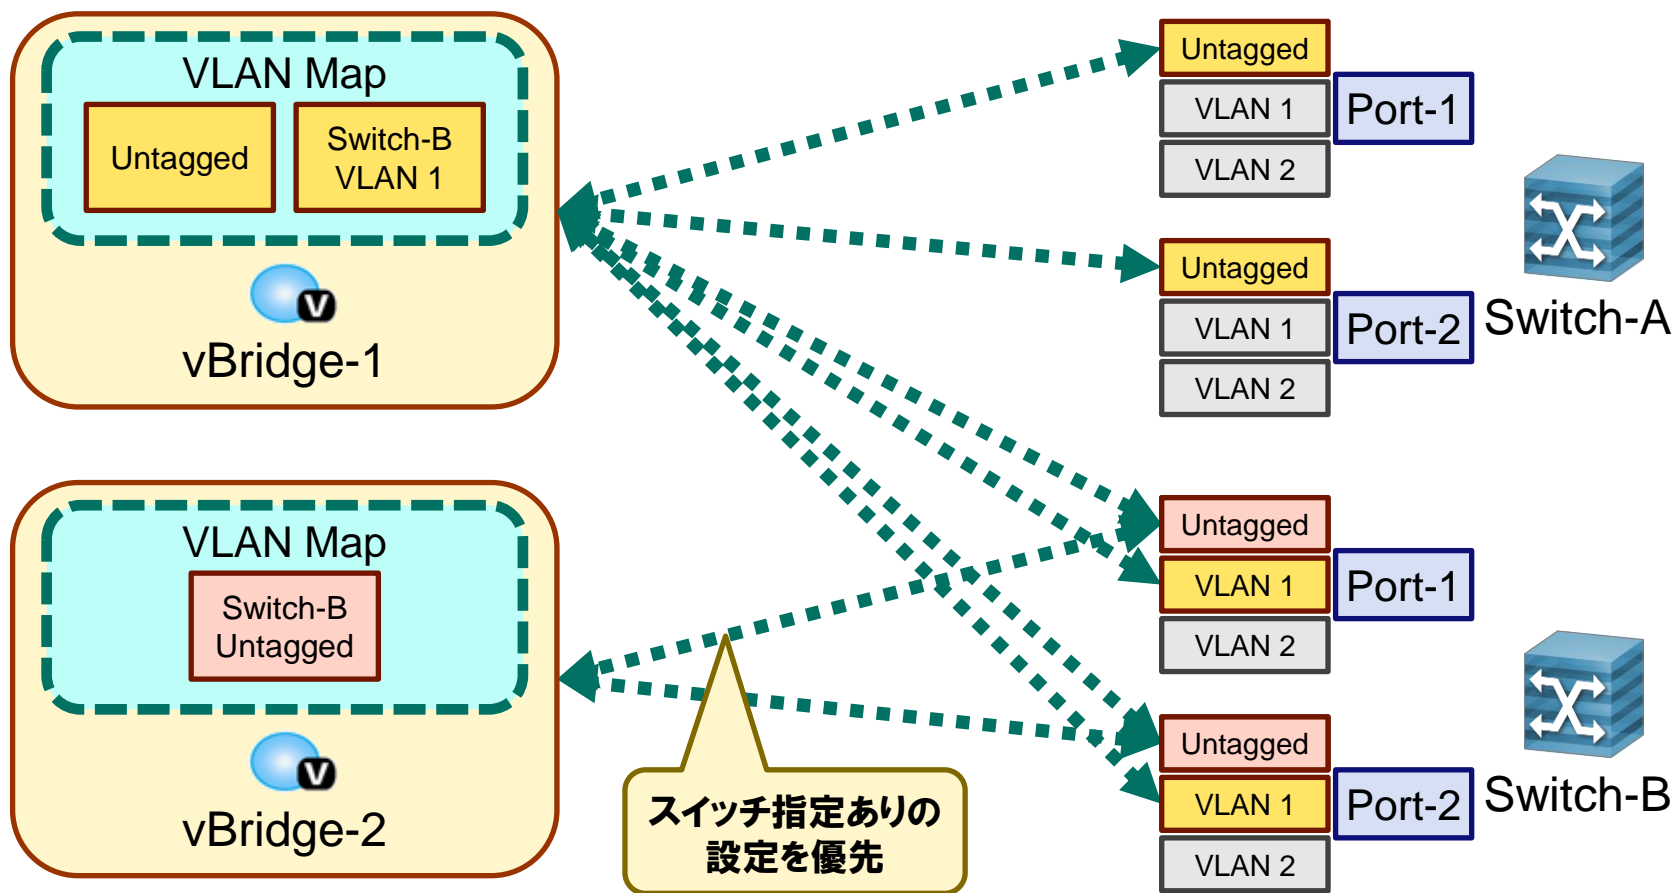 VLAN Map
Untagged
Switch-B
VLAN 1
V
vBridge-1
VLAN Map
Switch-B
Untagged
V
vBridge-2
スイッチ指定ありの
設定を優先
Untagged
VLAN 1
VLAN 2
Port-1
Untagged
VLAN 1
VLAN 2
Port-2
Switch-A
Untagged
VLAN 1
VLAN 2
Port-1
Untagged
VLAN 1
VLAN 2
Port-2
Switch-B